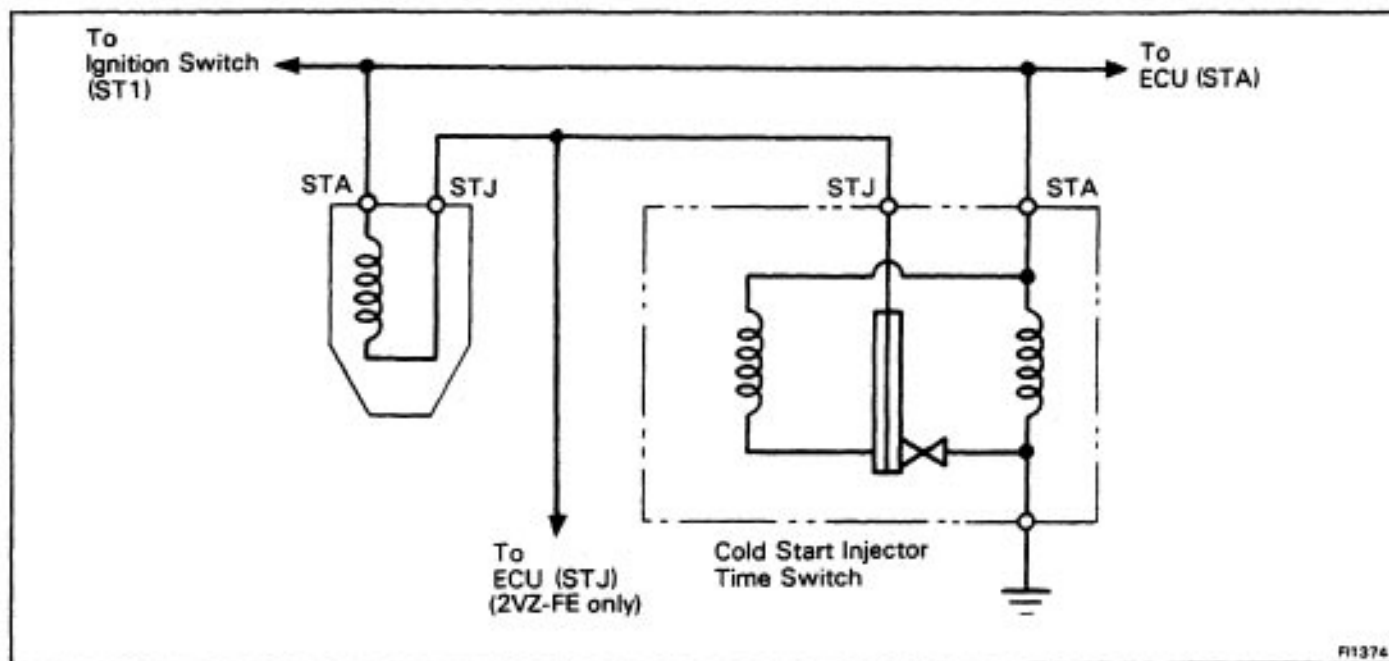 To
Ignition Switch
(ST1)
To
ECU (STA)
STA
STJ
STJ
STA
To
ECU (STJ)
(2VZ-FE only)
Cold Start Injector
Time Switch
FI1374